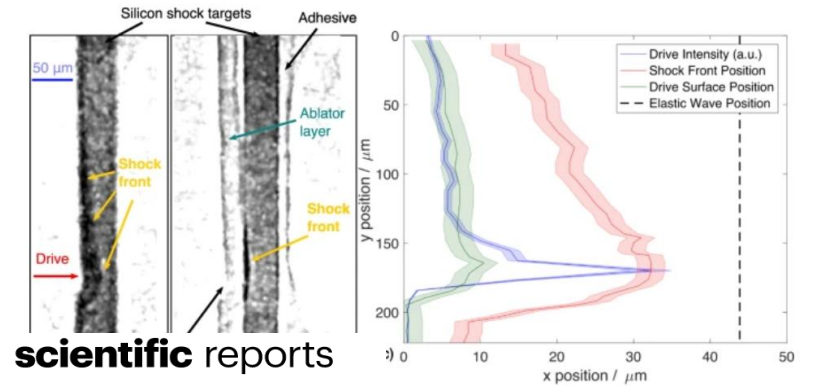 Silicon shock targets
Adhesive
50 μm
Ablator
layer
Shock
front
Shock
front
Drive
scientific reports
0
50
100
150
200
y position / μm
Drive Intensity (a.u.)
Shock Front Position
Drive Surface Position
Elastic Wave Position
0 10 20 30 40 50
x position / μm